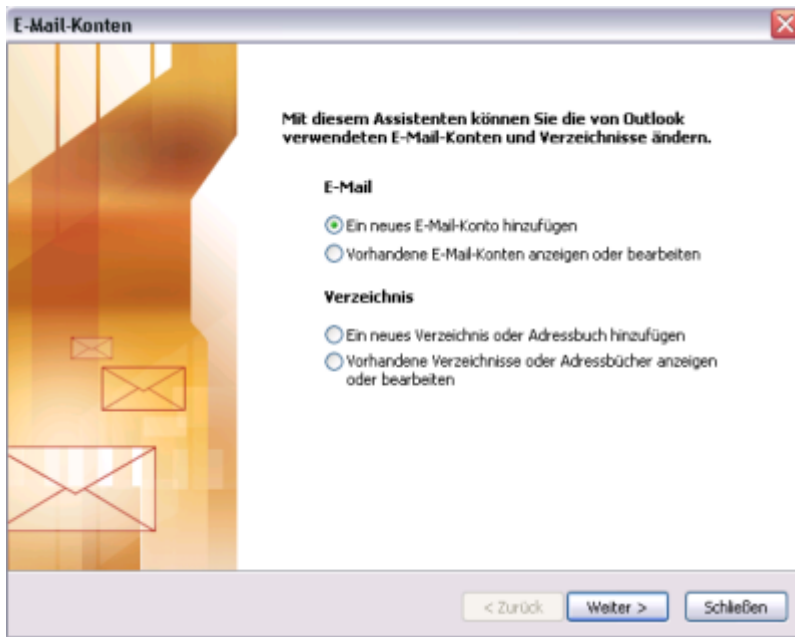 E-Mail-Konten
Mit diesem Assistenten können Sie die von Outlook
verwendeten E-Mail-Konten und Verzeichnisse ändern.
E-Mail
Ein neues E-Mail-Konto hinzufügen
Vorhandene E-Mail-Konten anzeigen oder bearbeiten
Verzeichnis
Ein neues Verzeichnis oder Adressbuch hinzufügen
Vorhandene Verzeichnisse oder Adressbücher anzeigen
oder bearbeiten
< Zurück Weiter > Schließen